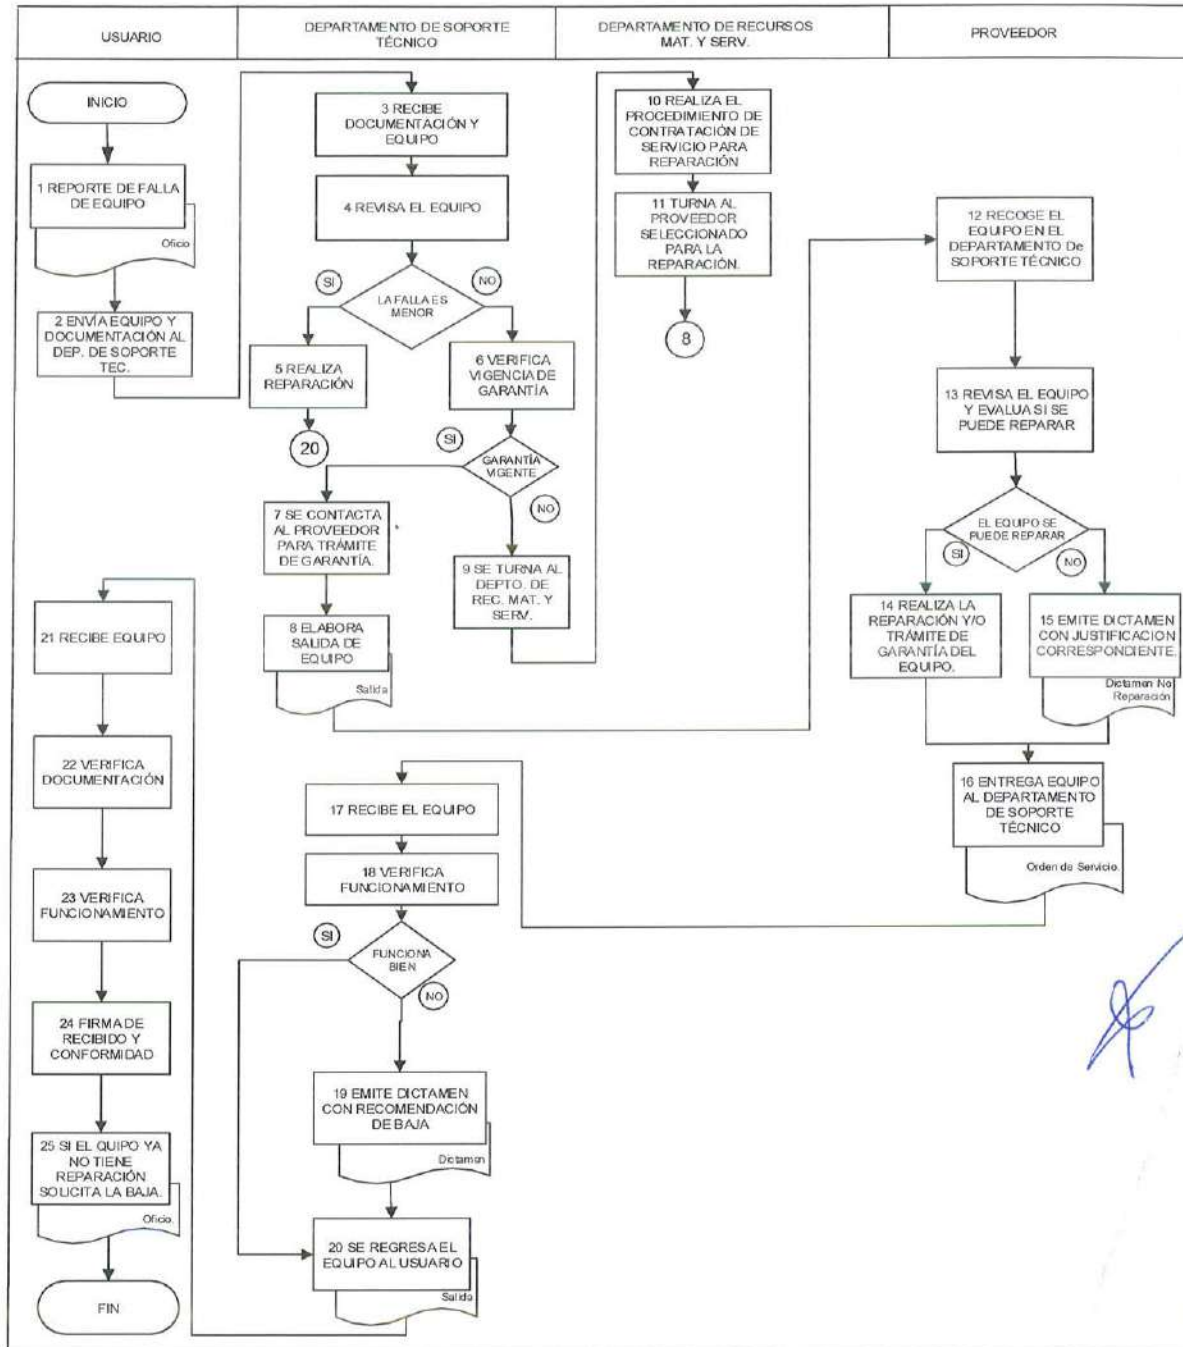 USUARIO
DEPARTAMENTO DE SOPORTE
TÉCNICO
DEPARTAMENTO DE RECURSOS
MAT. Y SERV.
PROVEEDOR
INICIO
1 REPORTE DE FALLA
DE EQUIPO
Oficio
2 ENVÍA EQUIPO Y
DOCUMENTACIÓN AL
DEP. DE SOPORTE
TEC.
3 RECIBE
DOCUMENTACIÓN Y
EQUIPO
4 REVISA EL EQUIPO
SI
LA FALLA ES
MENOR
NO
5 REALIZA
REPARACIÓN
20
6 VERIFICA
VIGENCIA DE
GARANTÍA
SI
GARANTÍA
VIGENTE
NO
7 SE CONTACTA
AL PROVEEDOR
PARA TRÁMITE
DE GARANTÍA.
8 ELABORA
SALIDA DE
EQUIPO
Salida
9 SE TURNA AL
DEPTO. DE
REC. MAT. Y
SERV.
10 REALIZA EL
PROCEDIMIENTO DE
CONTRATACIÓN DE
SERVICIO PARA
REPARACIÓN
11 TURNA AL
PROVEEDOR
SELECCIONADO
PARA LA
REPARACIÓN.
8
12 RECOGE EL
EQUIPO EN EL
DEPARTAMENTO De
SOPORTE TÉCNICO
13 REVISA EL EQUIPO
Y EVALUA SI SE
PUEDE REPARAR
EL EQUIPO SE
PUEDE REPARAR
SI
NO
14 REALIZA LA
REPARACIÓN Y/O
TRÁMITE DE
GARANTÍA DEL
EQUIPO.
15 EMITE DICTAMEN
CON JUSTIFICACION
CORRESPONDIENTE.
Dictamen No
Reparación
16 ENTREGA EQUIPO
AL DEPARTAMENTO
DE SOPORTE
TÉCNICO
Orden de Servicio.
17 RECIBE EL EQUIPO
18 VERIFICA
FUNCIONAMIENTO
SI
FUNCIONA
BIEN
NO
19 EMITE DICTAMEN
CON RECOMENDACIÓN
DE BAJA
Dictamen
20 SE REGRESA EL
EQUIPO AL USUARIO
Salida
21 RECIBE EQUIPO
22 VERIFICA
DOCUMENTACIÓN
23 VERIFICA
FUNCIONAMIENTO
24 FIRMA DE
RECIBIDO Y
CONFORMIDAD
25 SI EL QUIPO YA
NO TIENE
REPARACIÓN
SOLICITA LA BAJA.
Oficio.
FIN